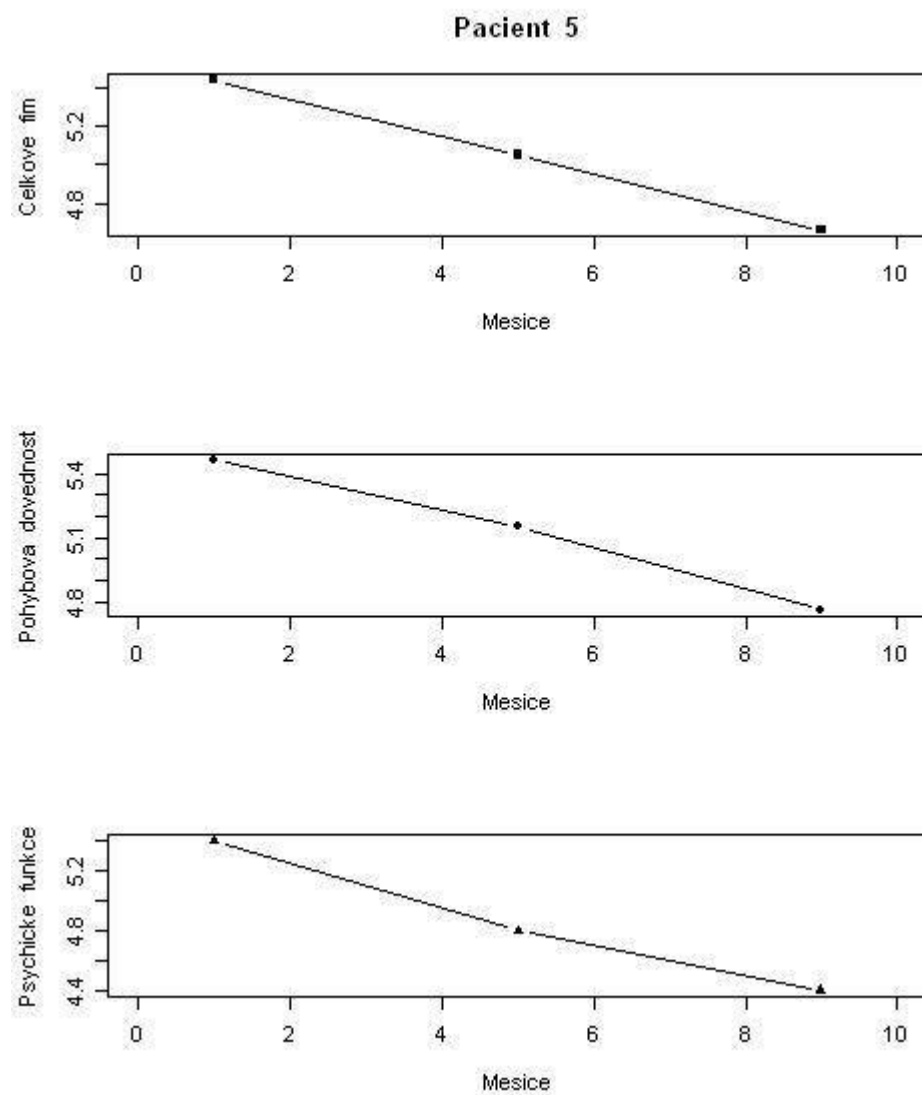 Pacient 5
Celkove fim
4.8 5.2
0 2 4 6 8 10
Mesice
Pohybova dovednost
4.8 5.1 5.4
0 2 4 6 8 10
Mesice
Psychicke funkce
4.4 4.8 5.2
0 2 4 6 8 10
Mesice